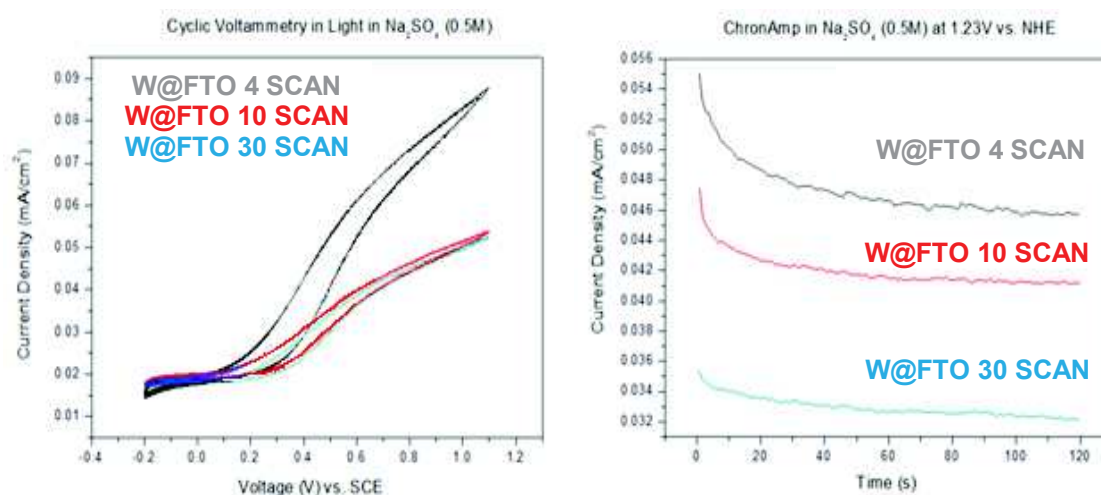 Cyclic Voltammetry in Light in Na₂SO₄ (0.5M)
W@FTO 4 SCAN
W@FTO 10 SCAN
W@FTO 30 SCAN
Current Density (mA/cm²)
0.09
0.08
0.07
0.06
0.05
0.04
0.03
0.02
0.01
-0.4 -0.2 0.0 0.2 0.4 0.6 0.8 1.0 1.2
Voltage (V) vs. SCE
ChronAmp in Na₂SO₄ (0.5M) at 1.23V vs. NHE
Current Density (mA/cm²)
0.056
0.054
0.052
0.050
0.048
0.046
0.044
0.042
0.040
0.038
0.036
0.034
0.032
W@FTO 4 SCAN
W@FTO 10 SCAN
W@FTO 30 SCAN
0 20 40 60 80 100 120
Time (s)